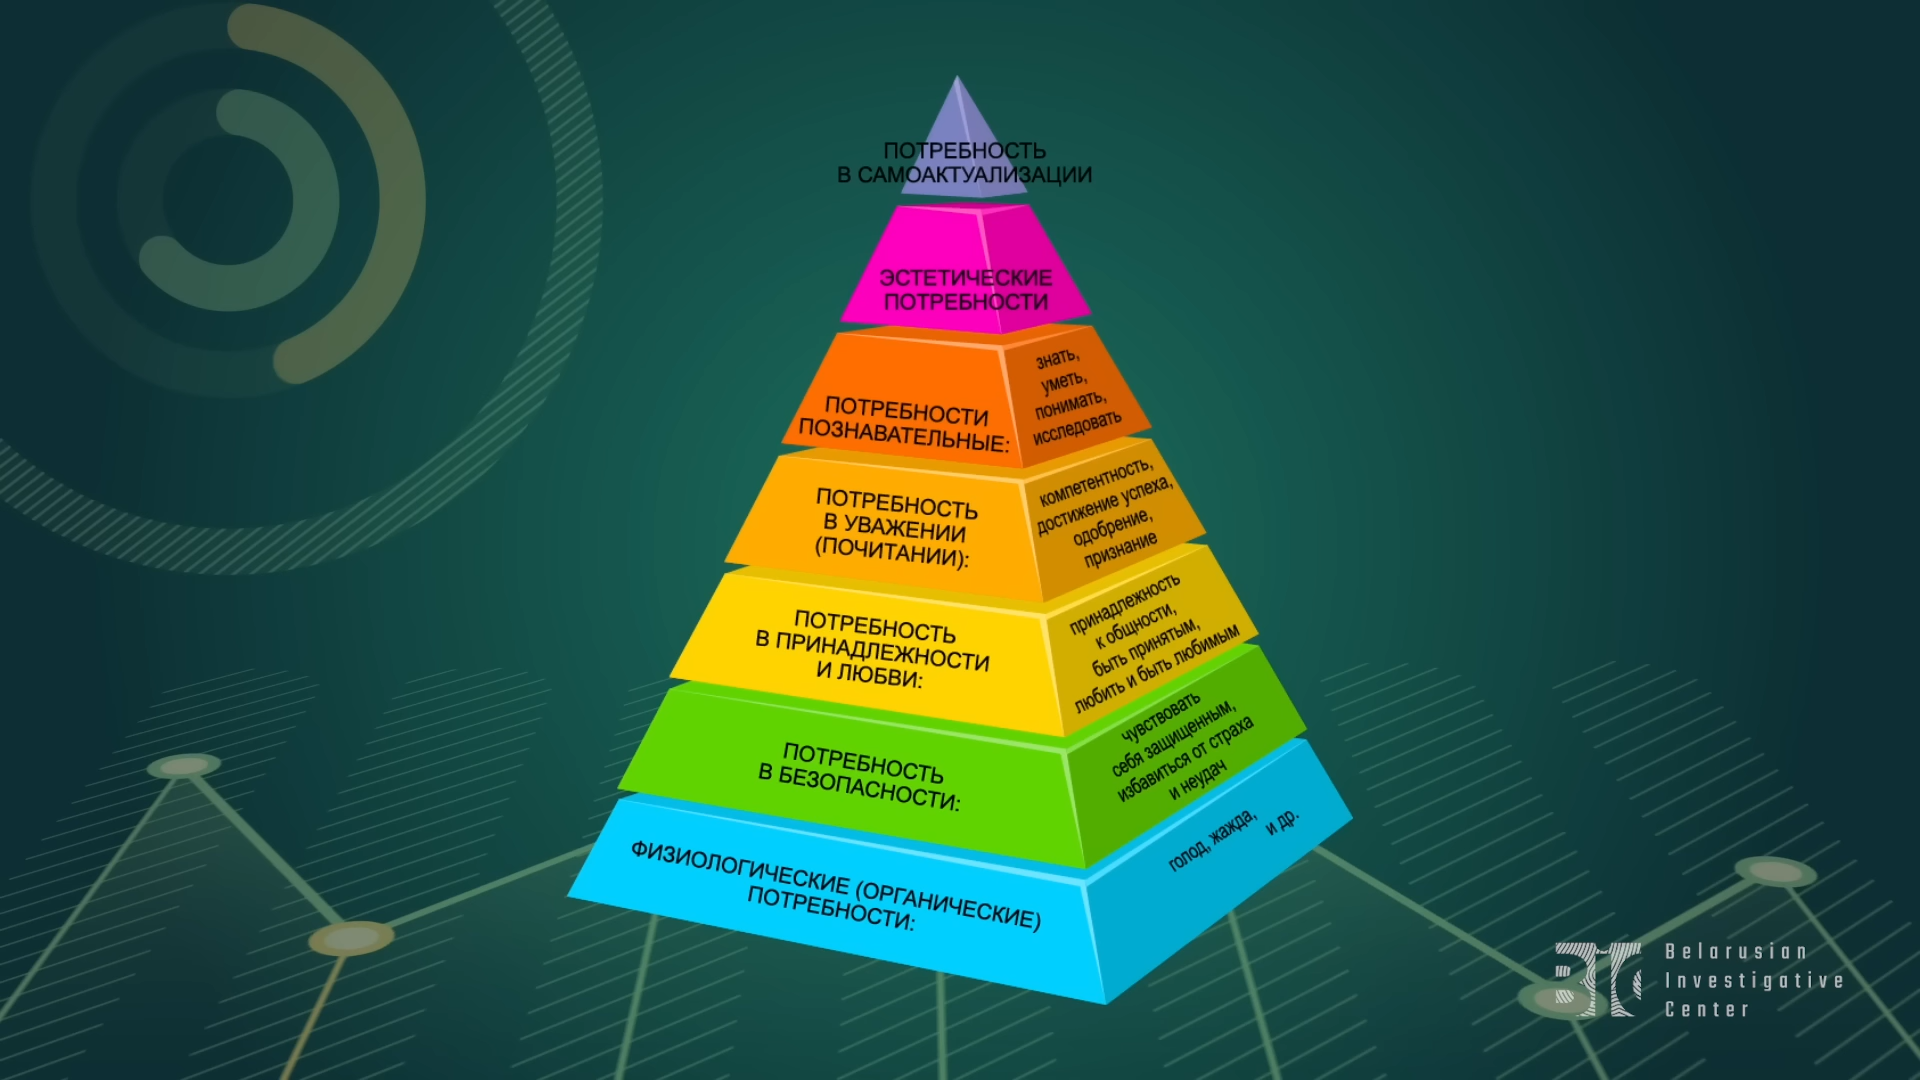 ПОТРЕБНОСТЬ
В САМОАКТУАЛИЗАЦИИ
ЭСТЕТИЧЕСКИЕ
ПОТРЕБНОСТИ
ПОТРЕБНОСТИ
ПОЗНАВАТЕЛЬНЫЕ:
знать,
уметь,
понимать,
исследовать
ПОТРЕБНОСТЬ
В УВАЖЕНИИ
(ПОЧИТАНИИ):
компетентность,
достижение успеха,
одобрение,
признание
ПОТРЕБНОСТЬ
В ПРИНАДЛЕЖНОСТИ
И ЛЮБВИ:
принадлежность
к общности,
быть принятым,
любить и быть любимым
ПОТРЕБНОСТЬ
В БЕЗОПАСНОСТИ:
чувствовать
себя защищенным,
избавиться от страха
и неудач
ФИЗИОЛОГИЧЕСКИЕ (ОРГАНИЧЕСКИЕ)
ПОТРЕБНОСТИ:
голод, жажда,
и др.
Belarusian
Investigative
Center